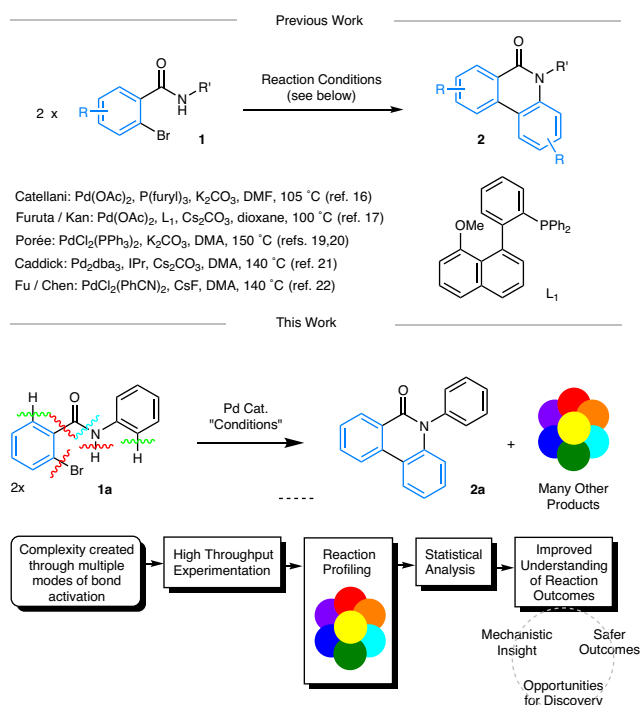 Previous Work
O
R'
N
H
2 x
R
Br
1
Reaction Conditions
(see below)
O
N
R'
R
2
R
Catellani: Pd(OAc)2, P(furyl)3, K2CO3, DMF, 105 ˚C (ref. 16)
Furuta / Kan: Pd(OAc)2, L1, Cs2CO3, dioxane, 100 ˚C (ref. 17)
Porée: PdCl2(PPh3)2, K2CO3, DMA, 150 ˚C (refs. 19,20)
Caddick: Pd2dba3, IPr, Cs2CO3, DMA, 140 ˚C (ref. 21)
Fu / Chen: PdCl2(PhCN)2, CsF, DMA, 140 ˚C (ref. 22)
OMe
PPh2
L1
This Work
H
O
N
H
H
Br
2x
1a
Pd Cat.
"Conditions"
O
N
2a
+
Many Other
Products
Complexity created
through multiple
modes of bond
activation
High Throughput
Experimentation
Reaction
Profiling
Statistical
Analysis
Improved
Understanding
of Reaction
Outcomes
Mechanistic
Insight
Safer
Outcomes
Opportunities
for Discovery